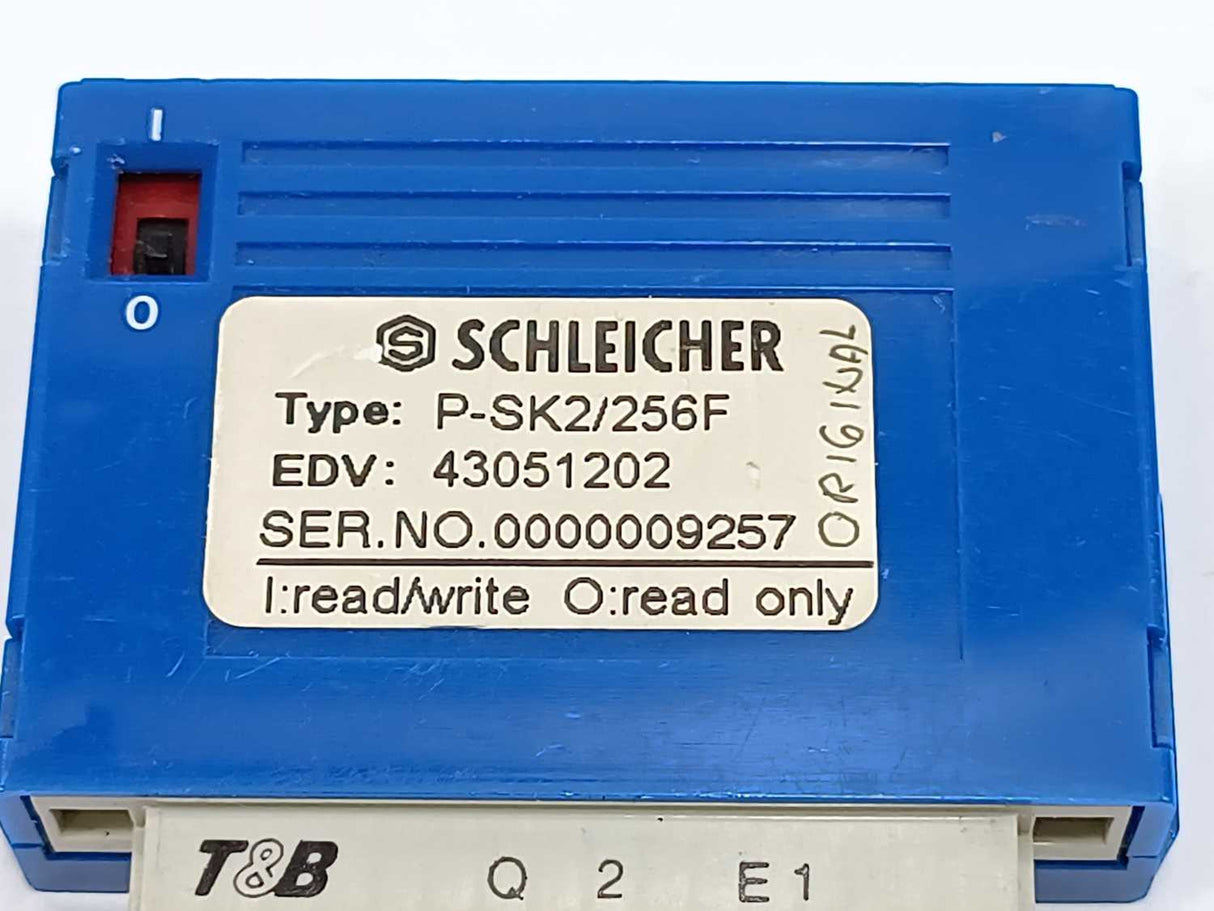 I
O
SCHLEICHER
Type: P-SK2/256F
EDV: 43051202
SER.NO.0000009257
ORIGINAL
I:read/write O:read only
T&B Q 2 E1